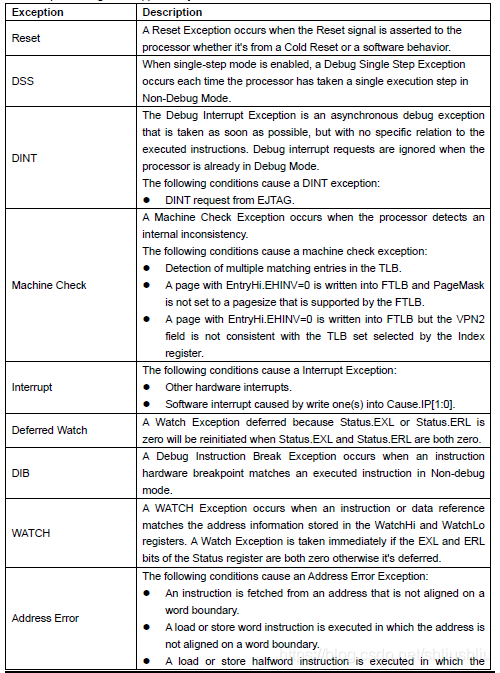 Exception Description
Reset
A Reset Exception occurs when the Reset signal is asserted to the
processor whether it's from a Cold Reset or a software behavior.
DSS
When single-step mode is enabled, a Debug Single Step Exception
occurs each time the processor has taken a single execution step in
Non-Debug Mode.
DINT
The Debug Interrupt Exception is an asynchronous debug exception
that is taken as soon as possible, but with no specific relation to the
executed instructions. Debug interrupt requests are ignored when the
processor is already in Debug Mode.
The following conditions cause a DINT exception:
● DINT request from EJTAG.
Machine Check
A Machine Check Exception occurs when the processor detects an
internal inconsistency.
The following conditions cause a machine check exception:
● Detection of multiple matching entries in the TLB.
● A page with EntryHi.EHINV=0 is written into FTLB and PageMask
is not set to a pagesize that is supported by the FTLB.
● A page with EntryHi.EHINV=0 is written into FTLB but the VPN2
field is not consistent with the TLB set selected by the Index
register.
Interrupt
The following conditions cause a Interrupt Exception:
● Other hardware interrupts.
● Software interrupt caused by write one(s) into Cause.IP[1:0].
Deferred Watch
A Watch Exception deferred because Status.EXL or Status.ERL is
zero will be reinitiated when Status.EXL and Status.ERL are both zero.
DIB
A Debug Instruction Break Exception occurs when an instruction
hardware breakpoint matches an executed instruction in Non-debug
mode.
WATCH
A WATCH Exception occurs when an instruction or data reference
matches the address information stored in the WatchHi and WatchLo
registers. A Watch Exception is taken immediately if the EXL and ERL
bits of the Status register are both zero otherwise it's deferred.
Address Error
The following conditions cause an Address Error Exception:
● An instruction is fetched from an address that is not aligned on a
word boundary.
● A load or store word instruction is executed in which the address is
not aligned on a word boundary.
● A load or store halfword instruction is executed in which the